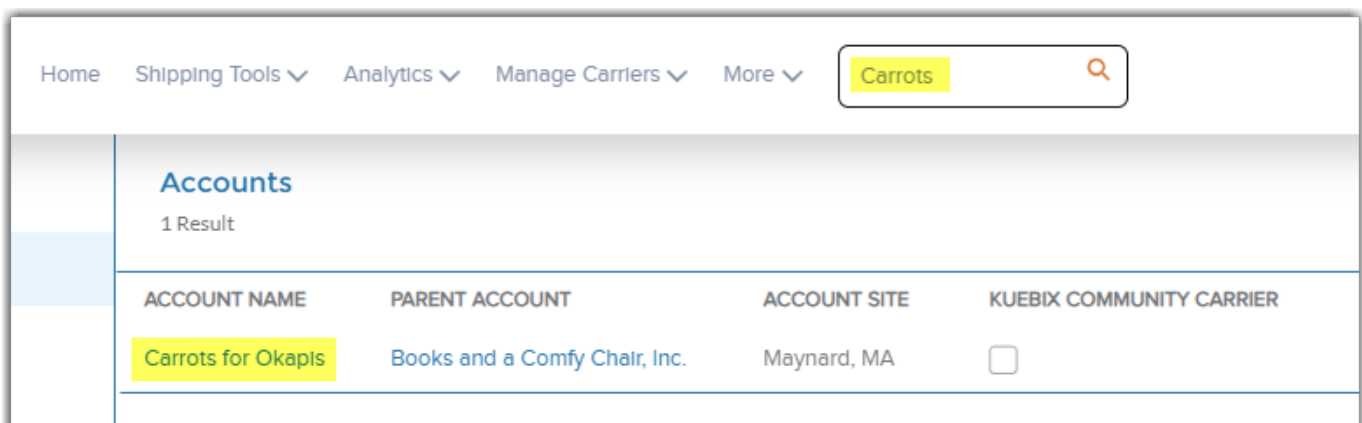 Home Shipping Tools Analytics Manage Carriers More Carrots
Accounts
1 Result
ACCOUNT NAME PARENT ACCOUNT ACCOUNT SITE KUEBIX COMMUNITY CARRIER
Carrots for Okapis Books and a Comfy Chair, Inc. Maynard, MA